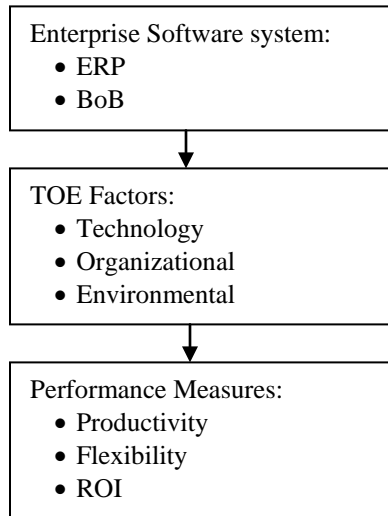 Enterprise Software system:
• ERP
• BoB
TOE Factors:
• Technology
• Organizational
• Environmental
Performance Measures:
• Productivity
• Flexibility
• ROI